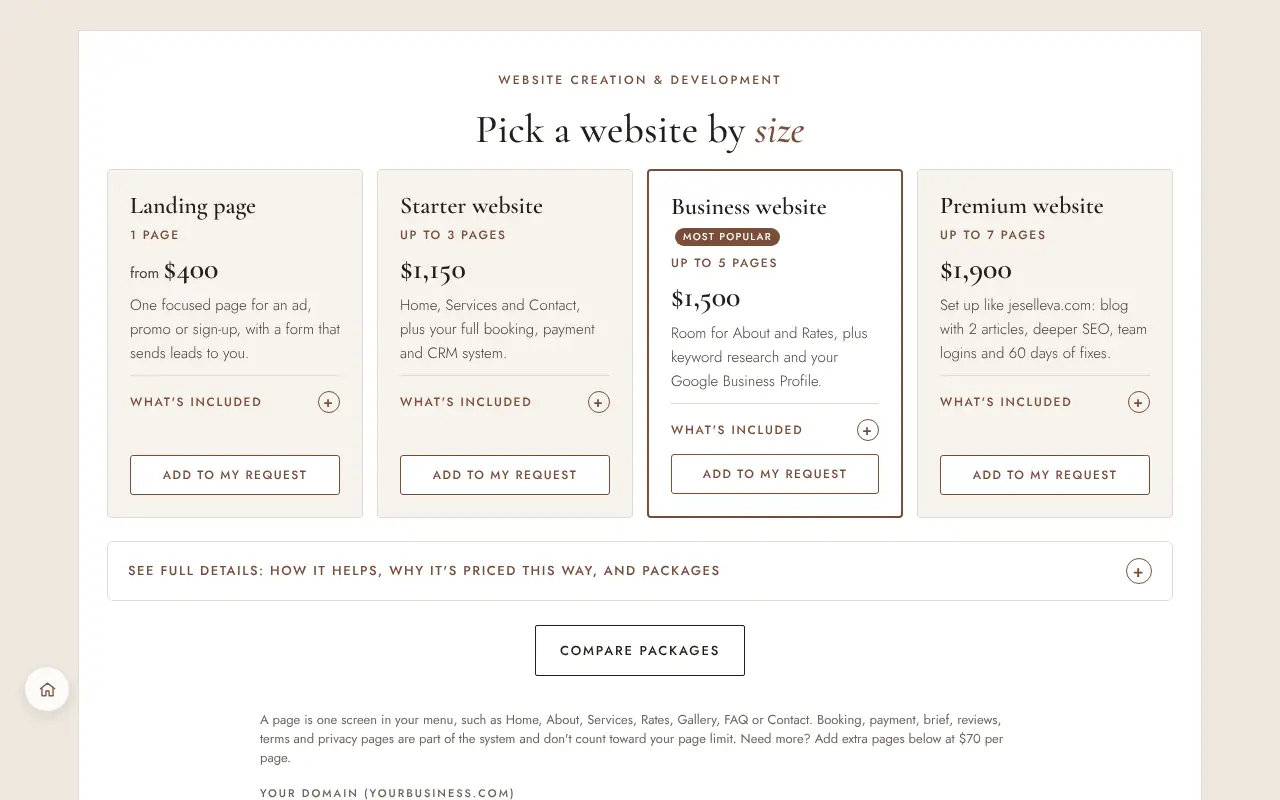 WEBSITE CREATION & DEVELOPMENT
Pick a website by size
Landing page
1 PAGE
from $400
One focused page for an ad,
promo or sign-up, with a form that
sends leads to you.
WHAT'S INCLUDED
+
ADD TO MY REQUEST
Starter website
UP TO 3 PAGES
$1,150
Home, Services and Contact,
plus your full booking, payment
and CRM system.
WHAT'S INCLUDED
+
ADD TO MY REQUEST
Business website
MOST POPULAR
UP TO 5 PAGES
$1,500
Room for About and Rates, plus
keyword research and your
Google Business Profile.
WHAT'S INCLUDED
+
ADD TO MY REQUEST
Premium website
UP TO 7 PAGES
$1,900
Set up like jeselleva.com: blog
with 2 articles, deeper SEO, team
logins and 60 days of fixes.
WHAT'S INCLUDED
+
ADD TO MY REQUEST
SEE FULL DETAILS: HOW IT HELPS, WHY IT'S PRICED THIS WAY, AND PACKAGES
+
COMPARE PACKAGES
A page is one screen in your menu, such as Home, About, Services, Rates, Gallery, FAQ or Contact. Booking, payment, brief, reviews,
terms and privacy pages are part of the system and don't count toward your page limit. Need more? Add extra pages below at $70 per
page.
YOUR DOMAIN (YOURBUSINESS.COM)